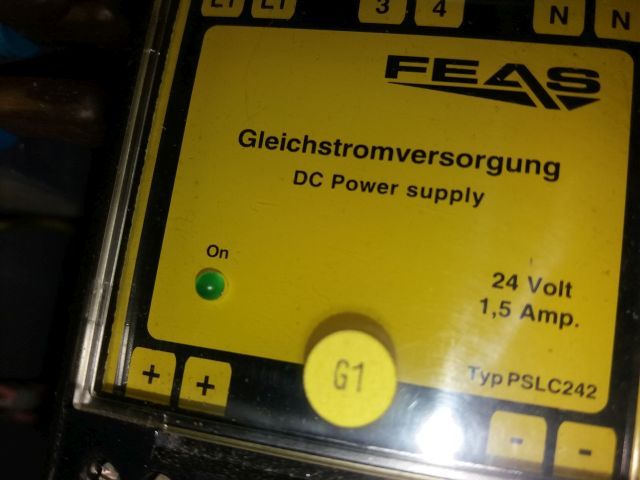 L1 L1 3 4 N N
FEAS
Gleichstromversorgung
DC Power supply
On
24 Volt
1,5 Amp.
G1
Typ PSLC242
+ +
- -